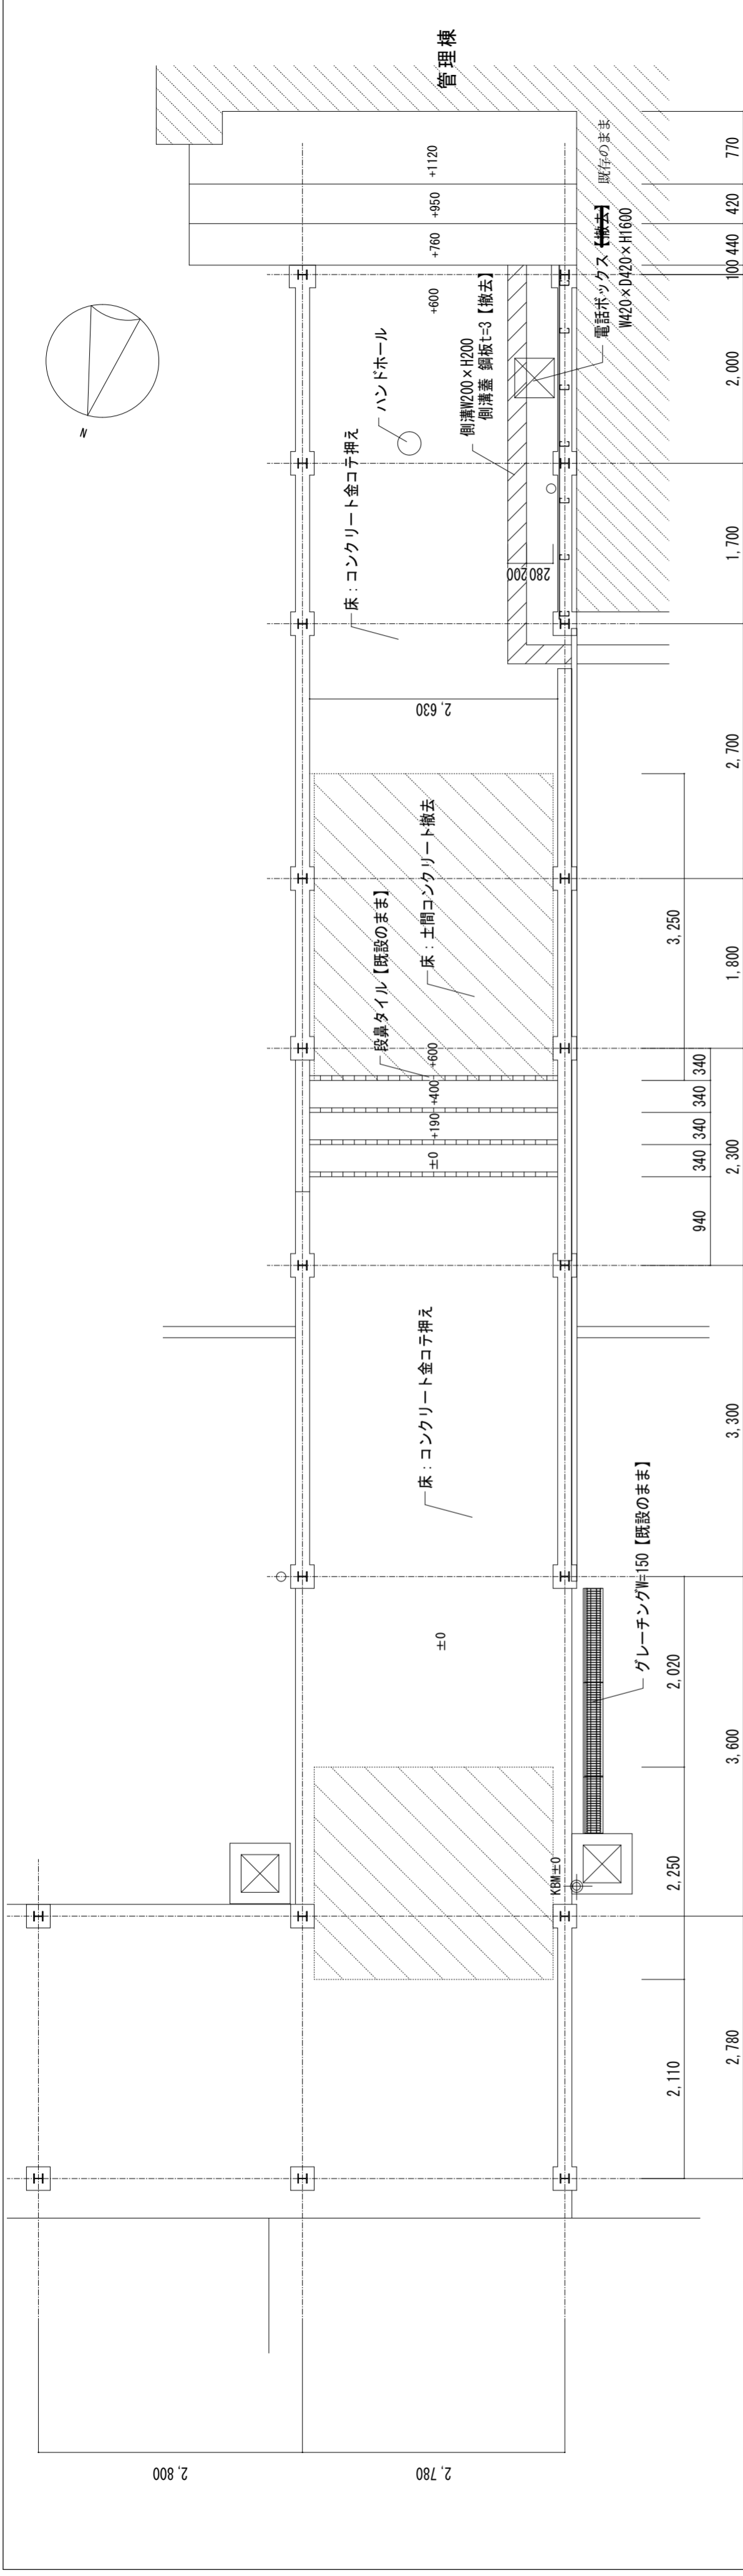 管理棟
N
+1120
+950
+760
+600
770
420
440
100
電話ボックス【撤去】 既存のまま
W420×D420×H1600
ハンドホール
側溝W200×H200
側溝蓋 鋼板t=3【撤去】
床：コンクリート金コテ押え
200
280
2,000
1,700
2,630
2,700
段鼻タイル【既設のまま】
床：土間コンクリート撤去
3,250
1,800
+600
+400
+190
±0
340
340
340
340
2,300
940
床：コンクリート金コテ押え
3,300
グレーチングW=150【既設のまま】
±0
2,020
3,600
KBM±0
2,250
2,110
2,780
2,800
2,780